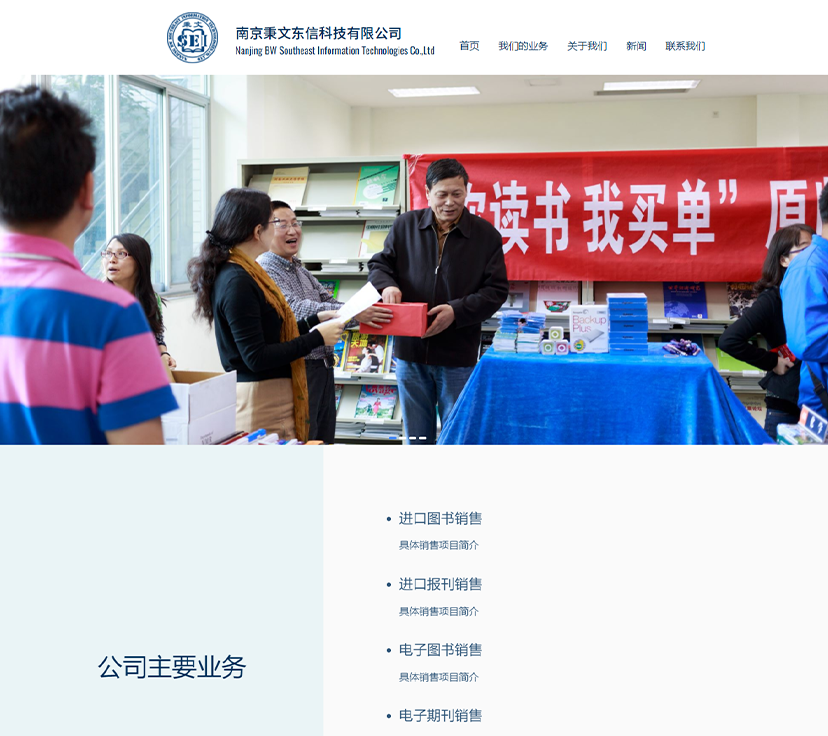 南京秉文东信科技有限公司
Nanjing BW Southeast Information Technologies Co.,Ltd
首页 我们的业务 关于我们 新闻 联系我们
SEI
读书 我买单” 原
Backup
Plus
进口图书销售
具体销售项目简介
进口报刊销售
具体销售项目简介
电子图书销售
具体销售项目简介
公司主要业务
电子期刊销售